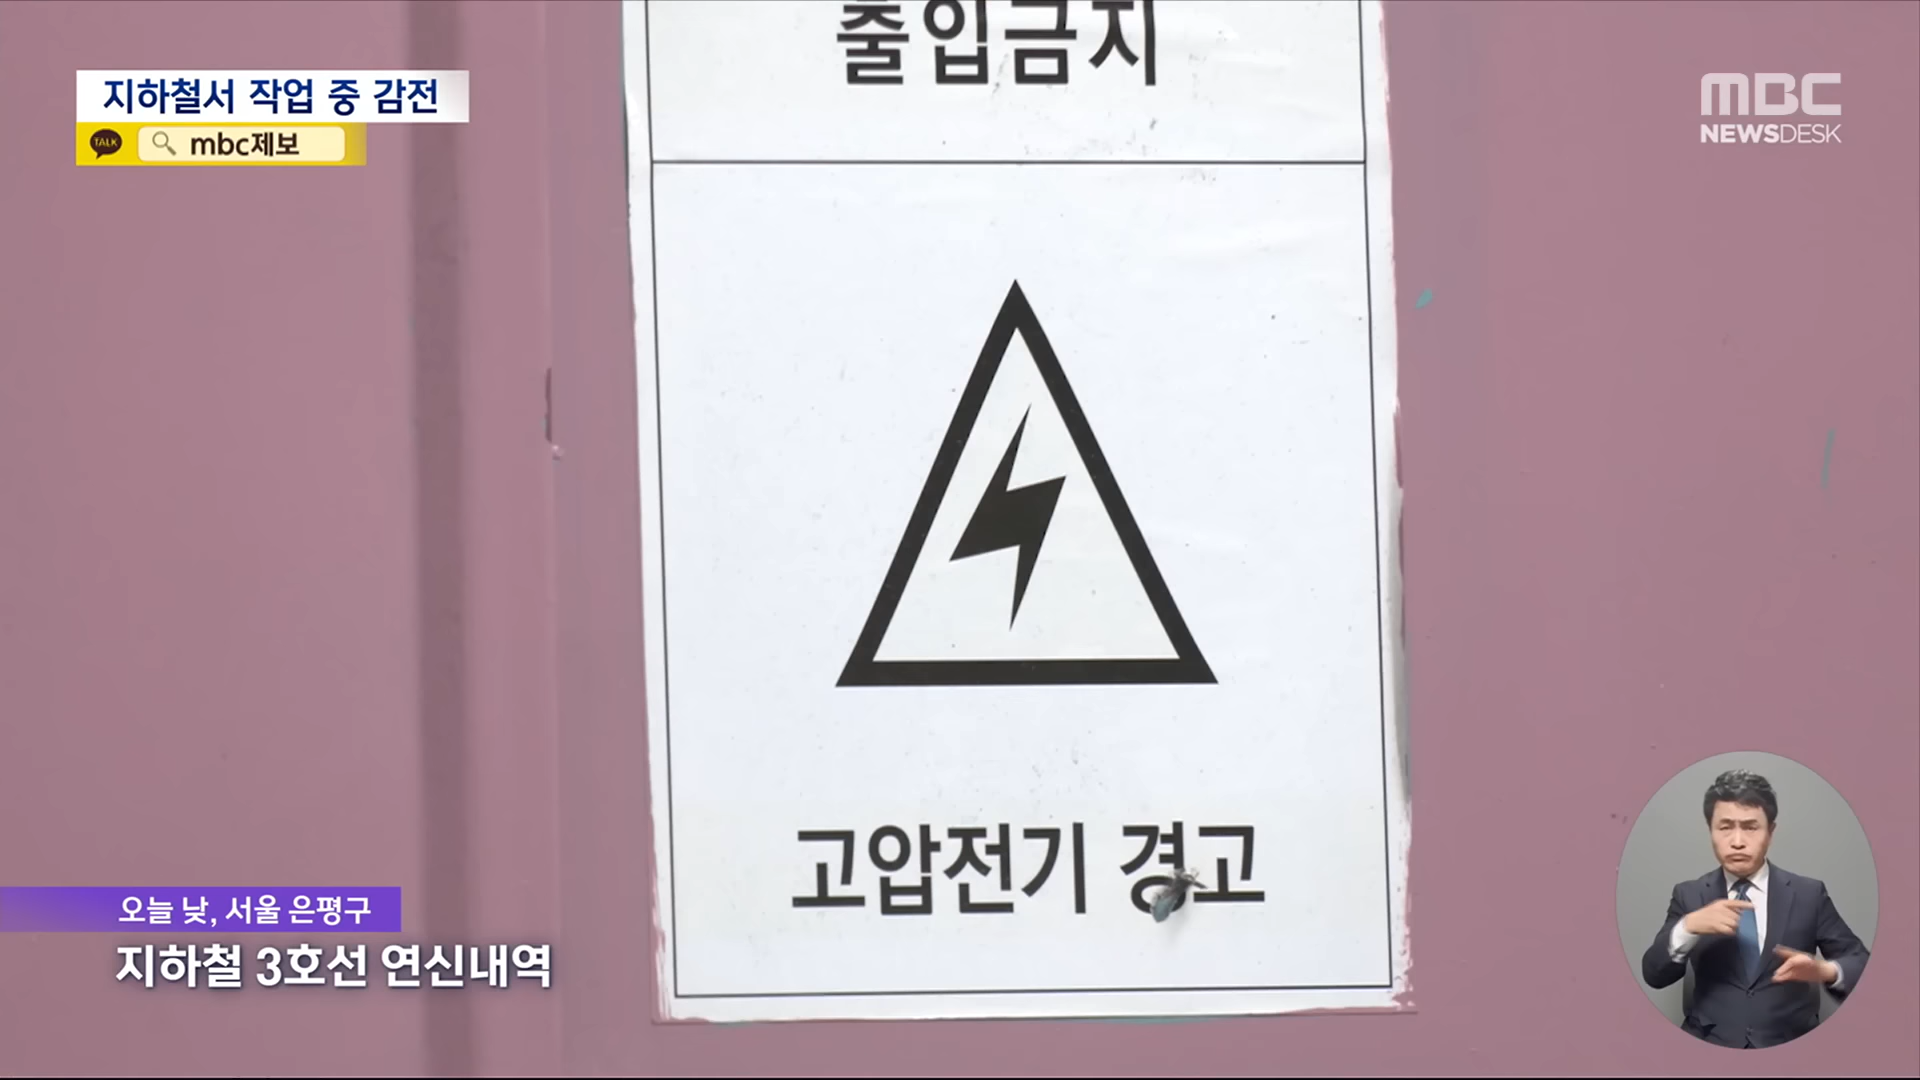 출입금지
지하철서 작업 중 감전
TALK
mbc제보
MBC
NEWSDESK
고압전기 경고
오늘 낮, 서울 은평구
지하철 3호선 연신내역